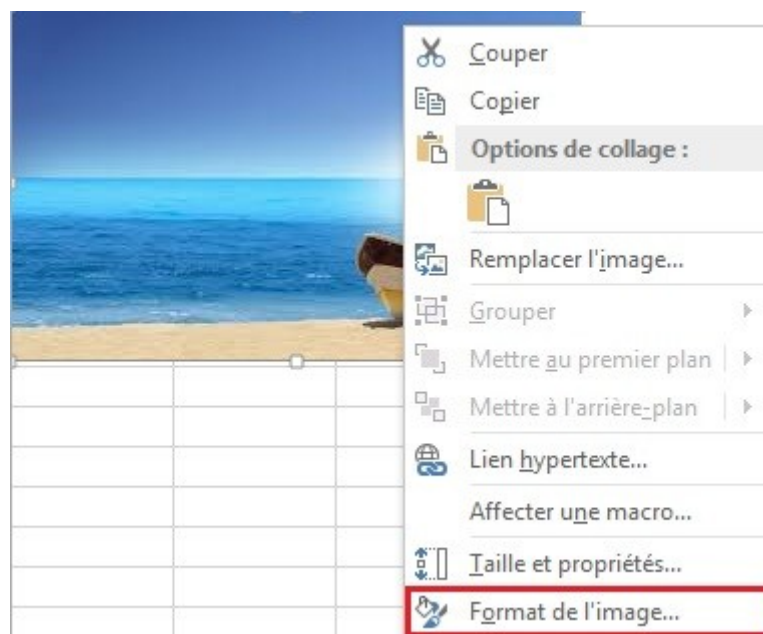 Couper
Copier
Options de collage :
Remplacer l'image...
Grouper
Mettre au premier plan
Mettre à l'arrière-plan
Lien hypertexte...
Affecter une macro...
Taille et propriétés...
Format de l'image...